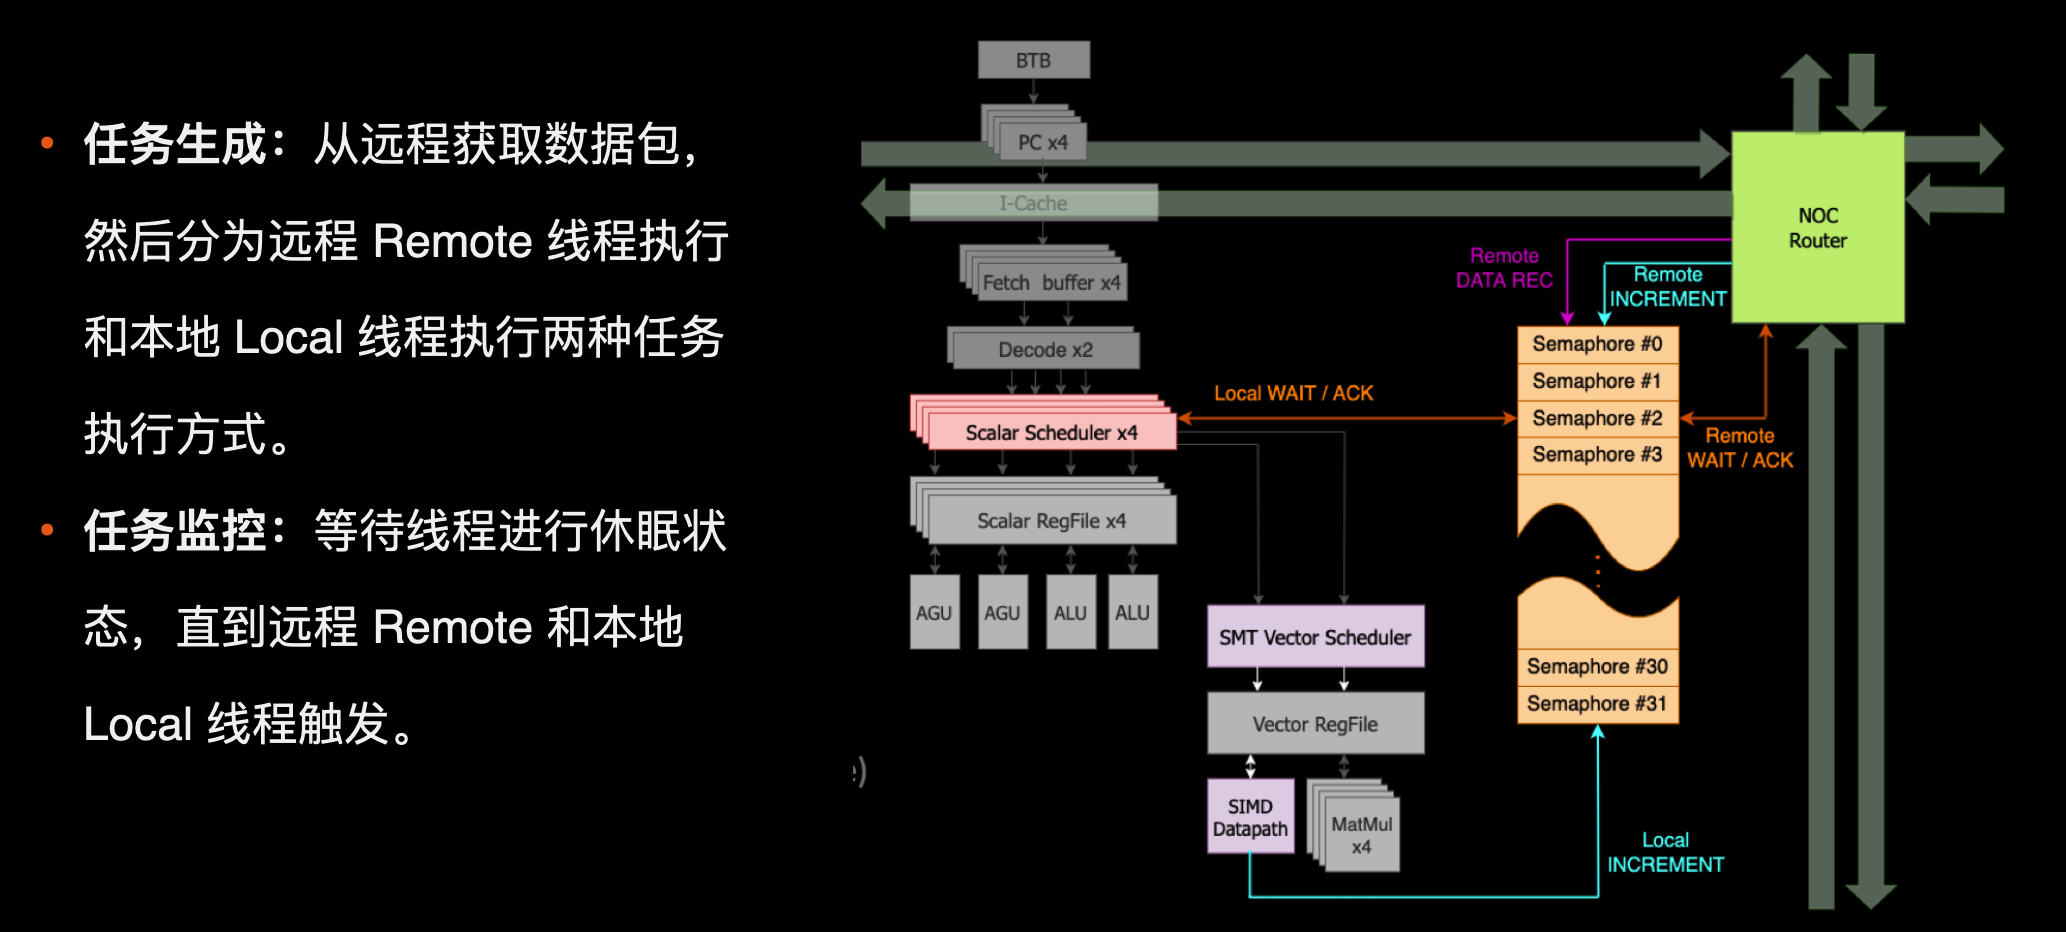 • 任务生成：从远程获取数据包，
然后分为远程 Remote 线程执行
和本地 Local 线程执行两种任务
执行方式。
• 任务监控：等待线程进行休眠状
态，直到远程 Remote 和本地
Local 线程触发。
e)
BTB
PC x4
I-Cache
Fetch buffer x4
Decode x2
Scalar Scheduler x4
Scalar RegFile x4
AGU
AGU
ALU
ALU
Local WAIT / ACK
SMT Vector Scheduler
Vector RegFile
SIMD
Datapath
MatMul
x4
NOC
Router
Remote
DATA REC
Remote
INCREMENT
Semaphore #0
Semaphore #1
Semaphore #2
Semaphore #3
Semaphore #30
Semaphore #31
Remote
WAIT / ACK
Local
INCREMENT